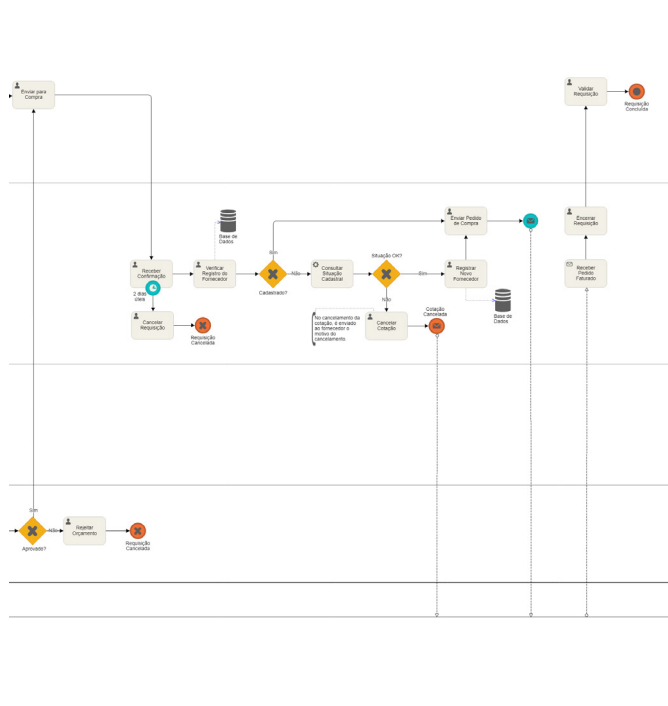 Enviar para
Compra
Validar
Requisição
Requisição
Concluída
Enviar Pedido
de Compra
Encerrar
Requisição
Base de
Dados
Sim
Situação OK?
Receber
Confirmação
Verificar
Registro do
Fornecedor
Não
Consultar
Situação
Cadastral
Sim
Registrar
Novo
Fornecedor
Receber
Pedido
Faturado
Cadastrado?
2 dias
úteis
Não
Base de
Dados
Cancelar
Requisição
Requisição
Cancelada
No cancelamento da
cotação, é enviado
ao fornecedor o
motivo do
cancelamento
Cancelar
Cotação
Cotação
Cancelada
Sim
Não
Rejeitar
Orçamento
Aprovado?
Requisição
Cancelada